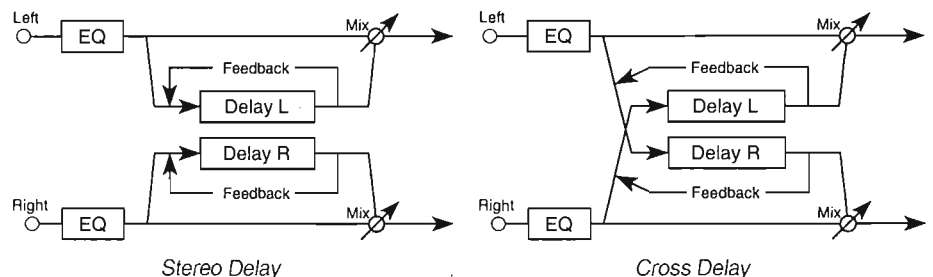 Left
EQ
Mix
Feedback
Delay L
Delay R
Feedback
Right
EQ
Mix
Stereo Delay
Left
EQ
Mix
Feedback
Delay L
Delay R
Feedback
Right
EQ
Mix
Cross Delay